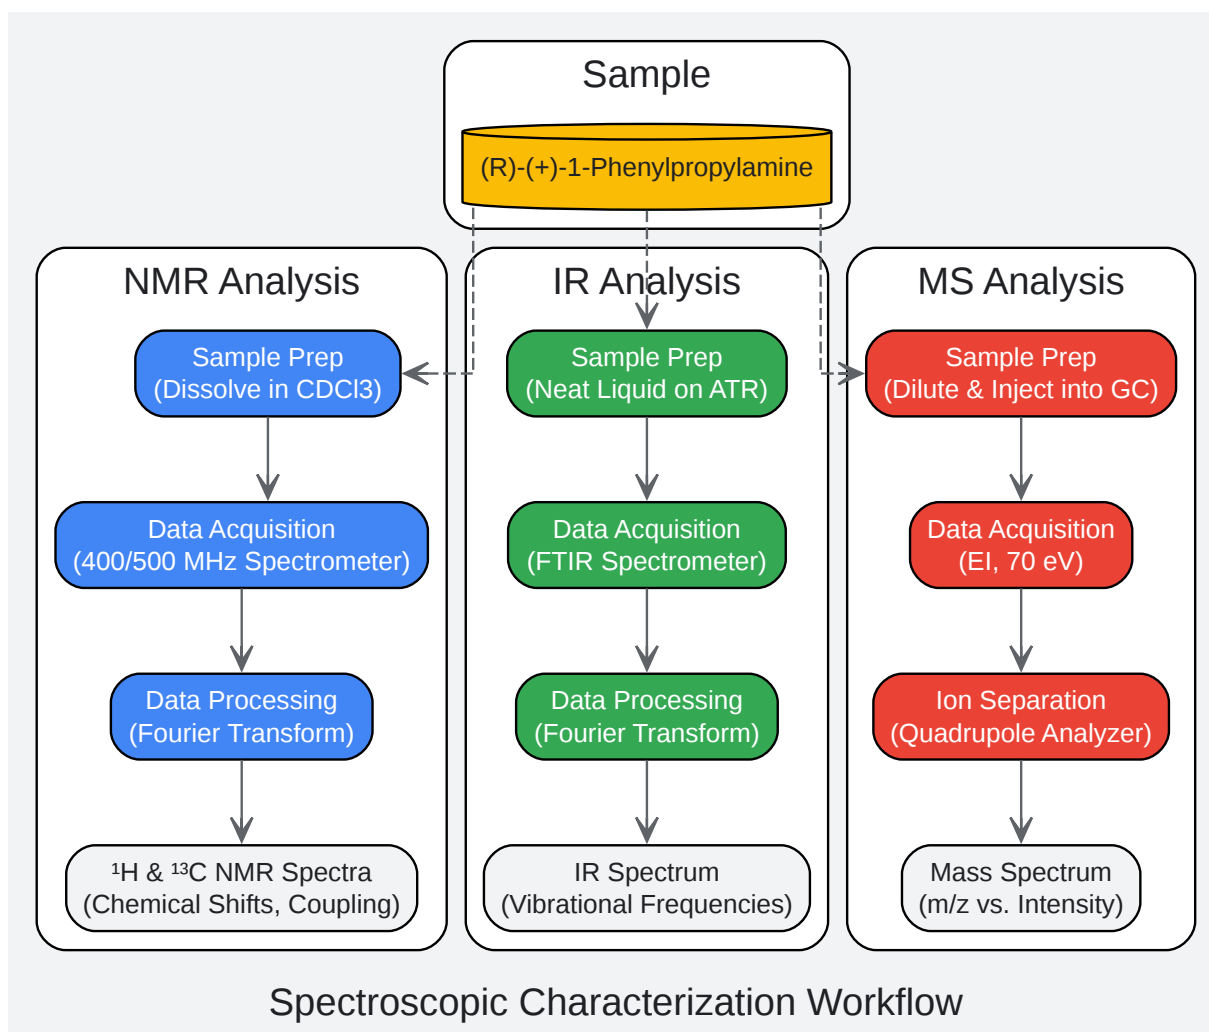 Sample
(R)-(+)-1-Phenylpropylamine
NMR Analysis
Sample Prep
(Dissolve in CDCl3)
Data Acquisition
(400/500 MHz Spectrometer)
Data Processing
(Fourier Transform)
¹H & ¹³C NMR Spectra
(Chemical Shifts, Coupling)
IR Analysis
Sample Prep
(Neat Liquid on ATR)
Data Acquisition
(FTIR Spectrometer)
Data Processing
(Fourier Transform)
IR Spectrum
(Vibrational Frequencies)
MS Analysis
Sample Prep
(Dilute & Inject into GC)
Data Acquisition
(EI, 70 eV)
Ion Separation
(Quadrupole Analyzer)
Mass Spectrum
(m/z vs. Intensity)
Spectroscopic Characterization Workflow